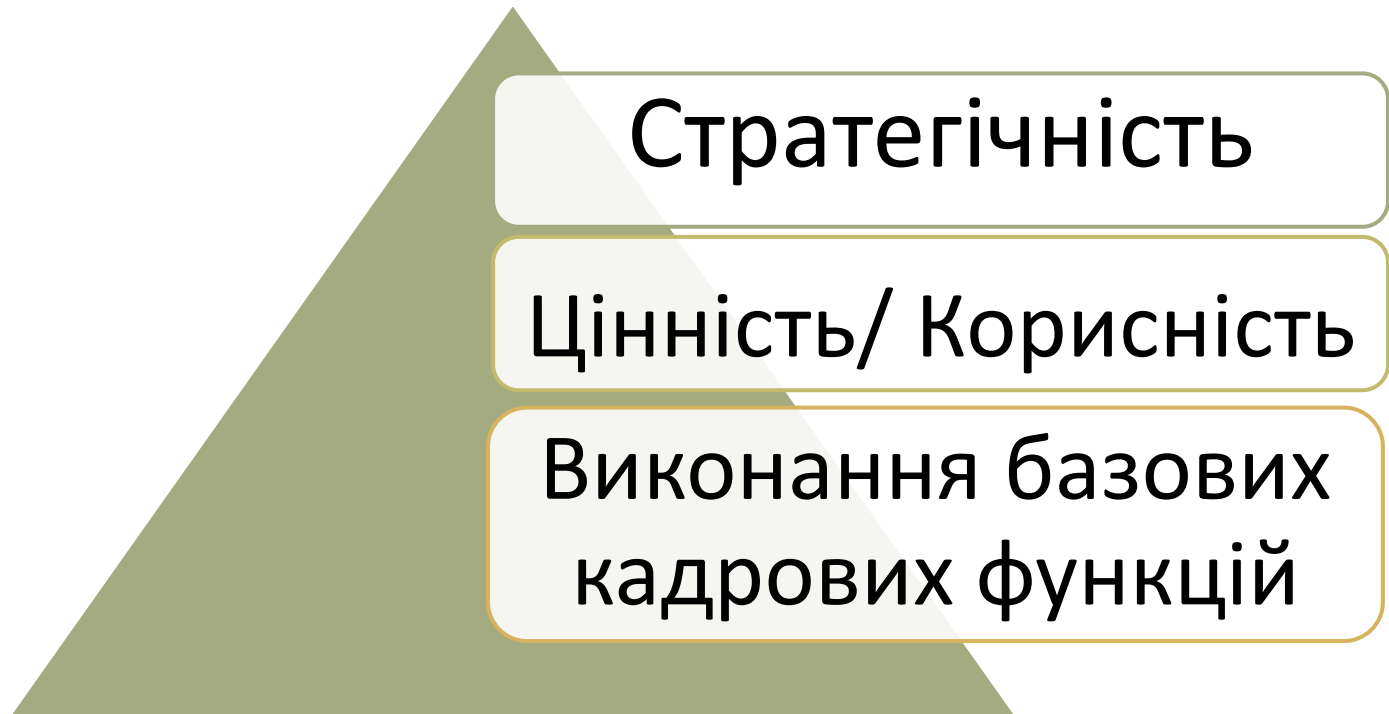 Стратегічність
Цінність/ Корисність
Виконання базових
кадрових функцій